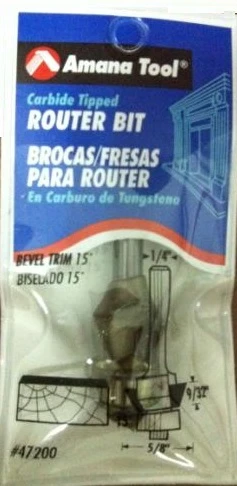 Amana Tool®
Carbide Tipped
ROUTER BIT
BROCAS/FRESAS
PARA ROUTER
En Carburo de Tungsteno
BEVEL TRIM 15°
BISELADO 15°
1/4"
9/32"
15°
5/8"
#47200